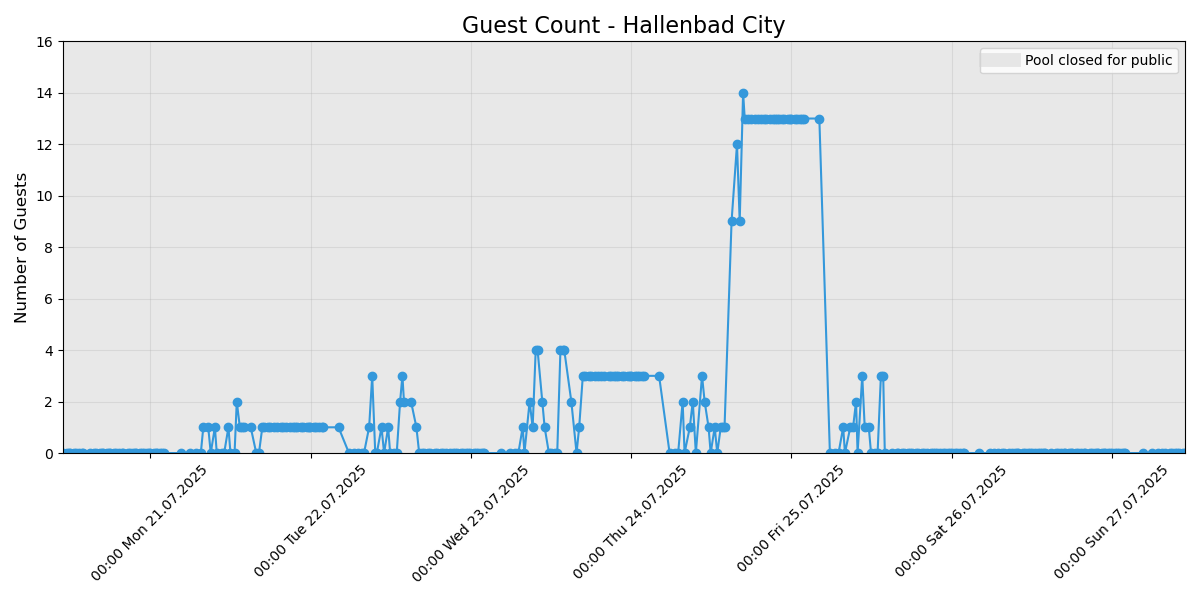 Guest Count - Hallenbad City
Pool closed for public
Number of Guests
16
14
12
10
8
6
4
2
0
00:00 Mon 21.07.2025
00:00 Tue 22.07.2025
00:00 Wed 23.07.2025
00:00 Thu 24.07.2025
00:00 Fri 25.07.2025
00:00 Sat 26.07.2025
00:00 Sun 27.07.2025